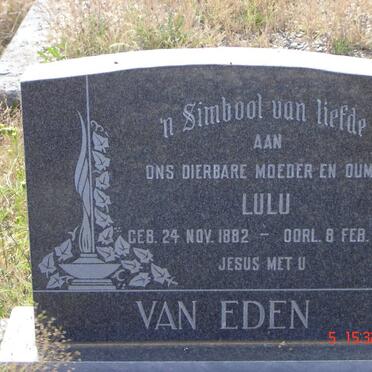 'n Simbool van liefde
AAN
ONS DIERBARE MOEDER EN OUM
LULU
GEB. 24 NOV. 1882 - OORL. 8 FEB.
JESUS MET U
VAN EDEN
5 15:3